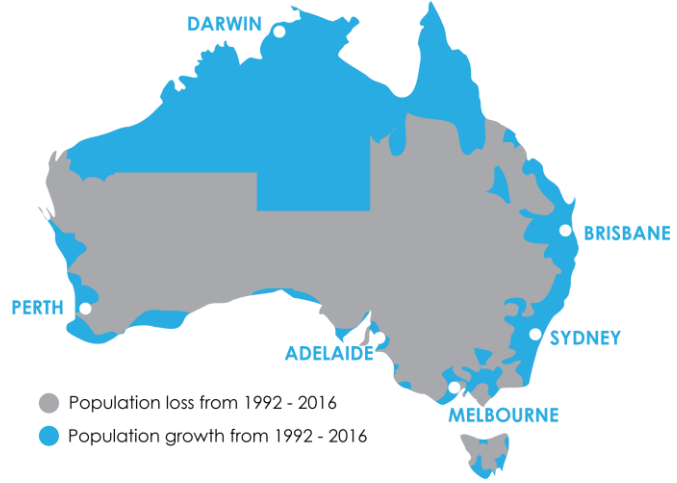 DARWIN
BRISBANE
PERTH
SYDNEY
ADELAIDE
Population loss from 1992 - 2016
MELBOURNE
Population growth from 1992 - 2016